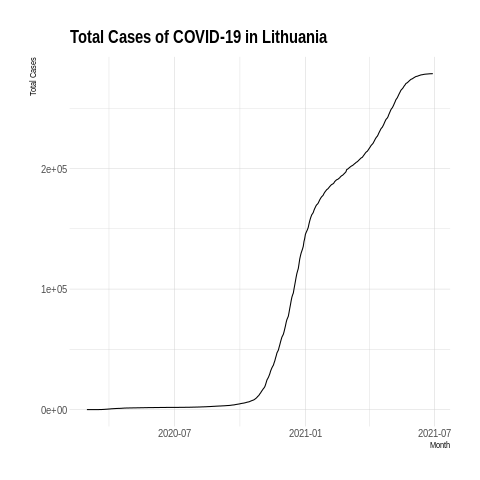 Total Cases of COVID-19 in Lithuania
Total Cases
2e+05
1e+05
0e+00
2020-07 2021-01 2021-07
Month